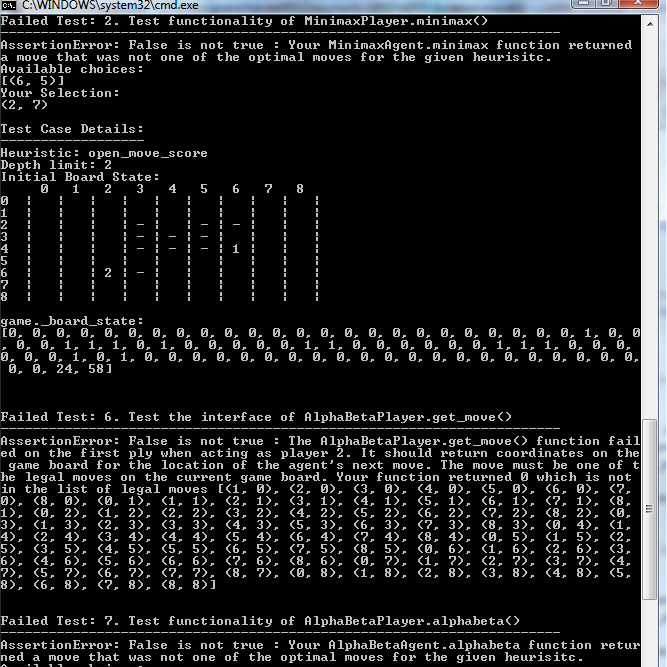 C:\WINDOWS\system32\cmd.exe
Failed Test: 2. Test functionality of MinimaxPlayer.minimax()
----------------------------------------------------------------------
AssertionError: False is not true : Your MinimaxAgent.minimax function returned
a move that was not one of the optimal moves for the given heurisitc.
Available choices:
[(6, 5)]
Your Selection:
(2, 7)
Test Case Details:
------------------
Heuristic: open_move_score
Depth limit: 2
Initial Board State:
0 1 2 3 4 5 6 7 8
0 | | | | | | | | | |
1 | | | | | | | | | |
2 | | | | - | | - | - | | |
3 | | | | - | - | - | | | |
4 | | | | - | - | - | 1 | | |
5 | | | | | | | | | |
6 | | | 2 | - | | | | | |
7 | | | | | | | | | |
8 | | | | | | | | | |
game._board_state:
[0, 0, 0, 0, 0, 0, 0, 0, 0, 0, 0, 0, 0, 0, 0, 0, 0, 0, 0, 0, 0, 0, 0, 0, 1, 0, 0
, 0, 0, 1, 1, 1, 0, 1, 0, 0, 0, 0, 0, 1, 1, 0, 0, 0, 0, 0, 0, 1, 1, 0, 0, 0, 0,
0, 0, 0, 1, 0, 1, 0, 0, 0, 0, 0, 0, 0, 0, 0, 0, 0, 0, 0, 0, 0, 0, 0, 0, 0, 0, 0,
0, 0, 24, 58]
Failed Test: 6. Test the interface of AlphaBetaPlayer.get_move()
----------------------------------------------------------------------
AssertionError: False is not true : The AlphaBetaPlayer.get_move() function fail
ed on the first ply when acting as player 2. It should return coordinates on the
game board for the location of the agent's next move. The move must be one of t
he legal moves on the current game board. Your function returned 0 which is not
in the list of legal moves [(1, 0), (2, 0), (3, 0), (4, 0), (5, 0), (6, 0), (7,
0), (8, 0), (0, 1), (1, 1), (2, 1), (3, 1), (4, 1), (5, 1), (6, 1), (7, 1), (8,
1), (0, 2), (1, 2), (2, 2), (3, 2), (4, 2), (5, 2), (6, 2), (7, 2), (8, 2), (0,
3), (1, 3), (2, 3), (3, 3), (4, 3), (5, 3), (6, 3), (7, 3), (8, 3), (0, 4), (1,
4), (2, 4), (3, 4), (4, 4), (5, 4), (6, 4), (7, 4), (8, 4), (0, 5), (1, 5), (2,
5), (3, 5), (4, 5), (5, 5), (6, 5), (7, 5), (8, 5), (0, 6), (1, 6), (2, 6), (3,
6), (4, 6), (5, 6), (6, 6), (7, 6), (8, 6), (0, 7), (1, 7), (2, 7), (3, 7), (4,
7), (5, 7), (6, 7), (7, 7), (8, 7), (0, 8), (1, 8), (2, 8), (3, 8), (4, 8), (5,
8), (6, 8), (7, 8), (8, 8)]
Failed Test: 7. Test functionality of AlphaBetaPlayer.alphabeta()
----------------------------------------------------------------------
AssertionError: False is not true : Your AlphaBetaAgent.alphabeta function retur
ned a move that was not one of the optimal moves for the given heurisitc.